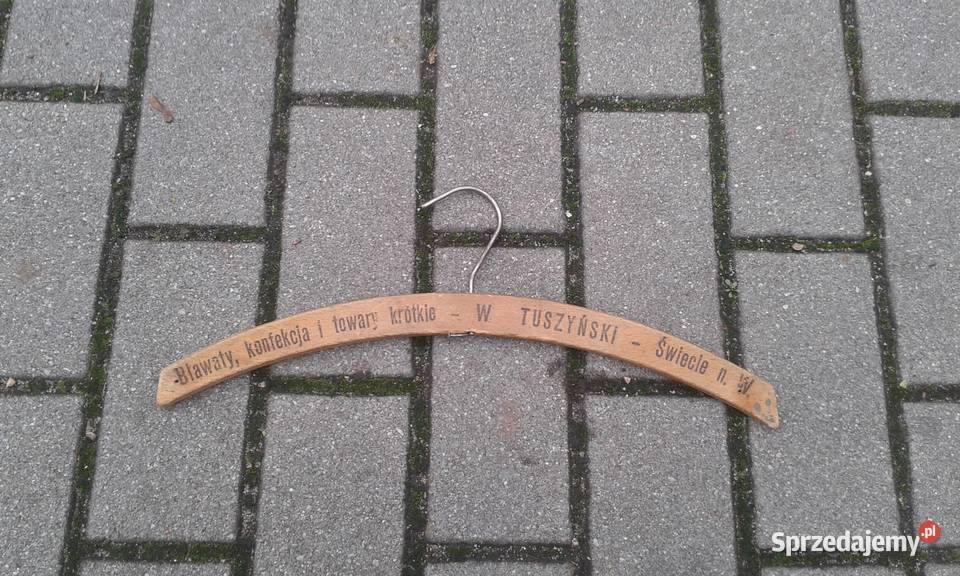 Bławaty, konfekcja i towary krótkie - W TUSZYŃSKI - Świecie n. W
Sprzedajemy.pl